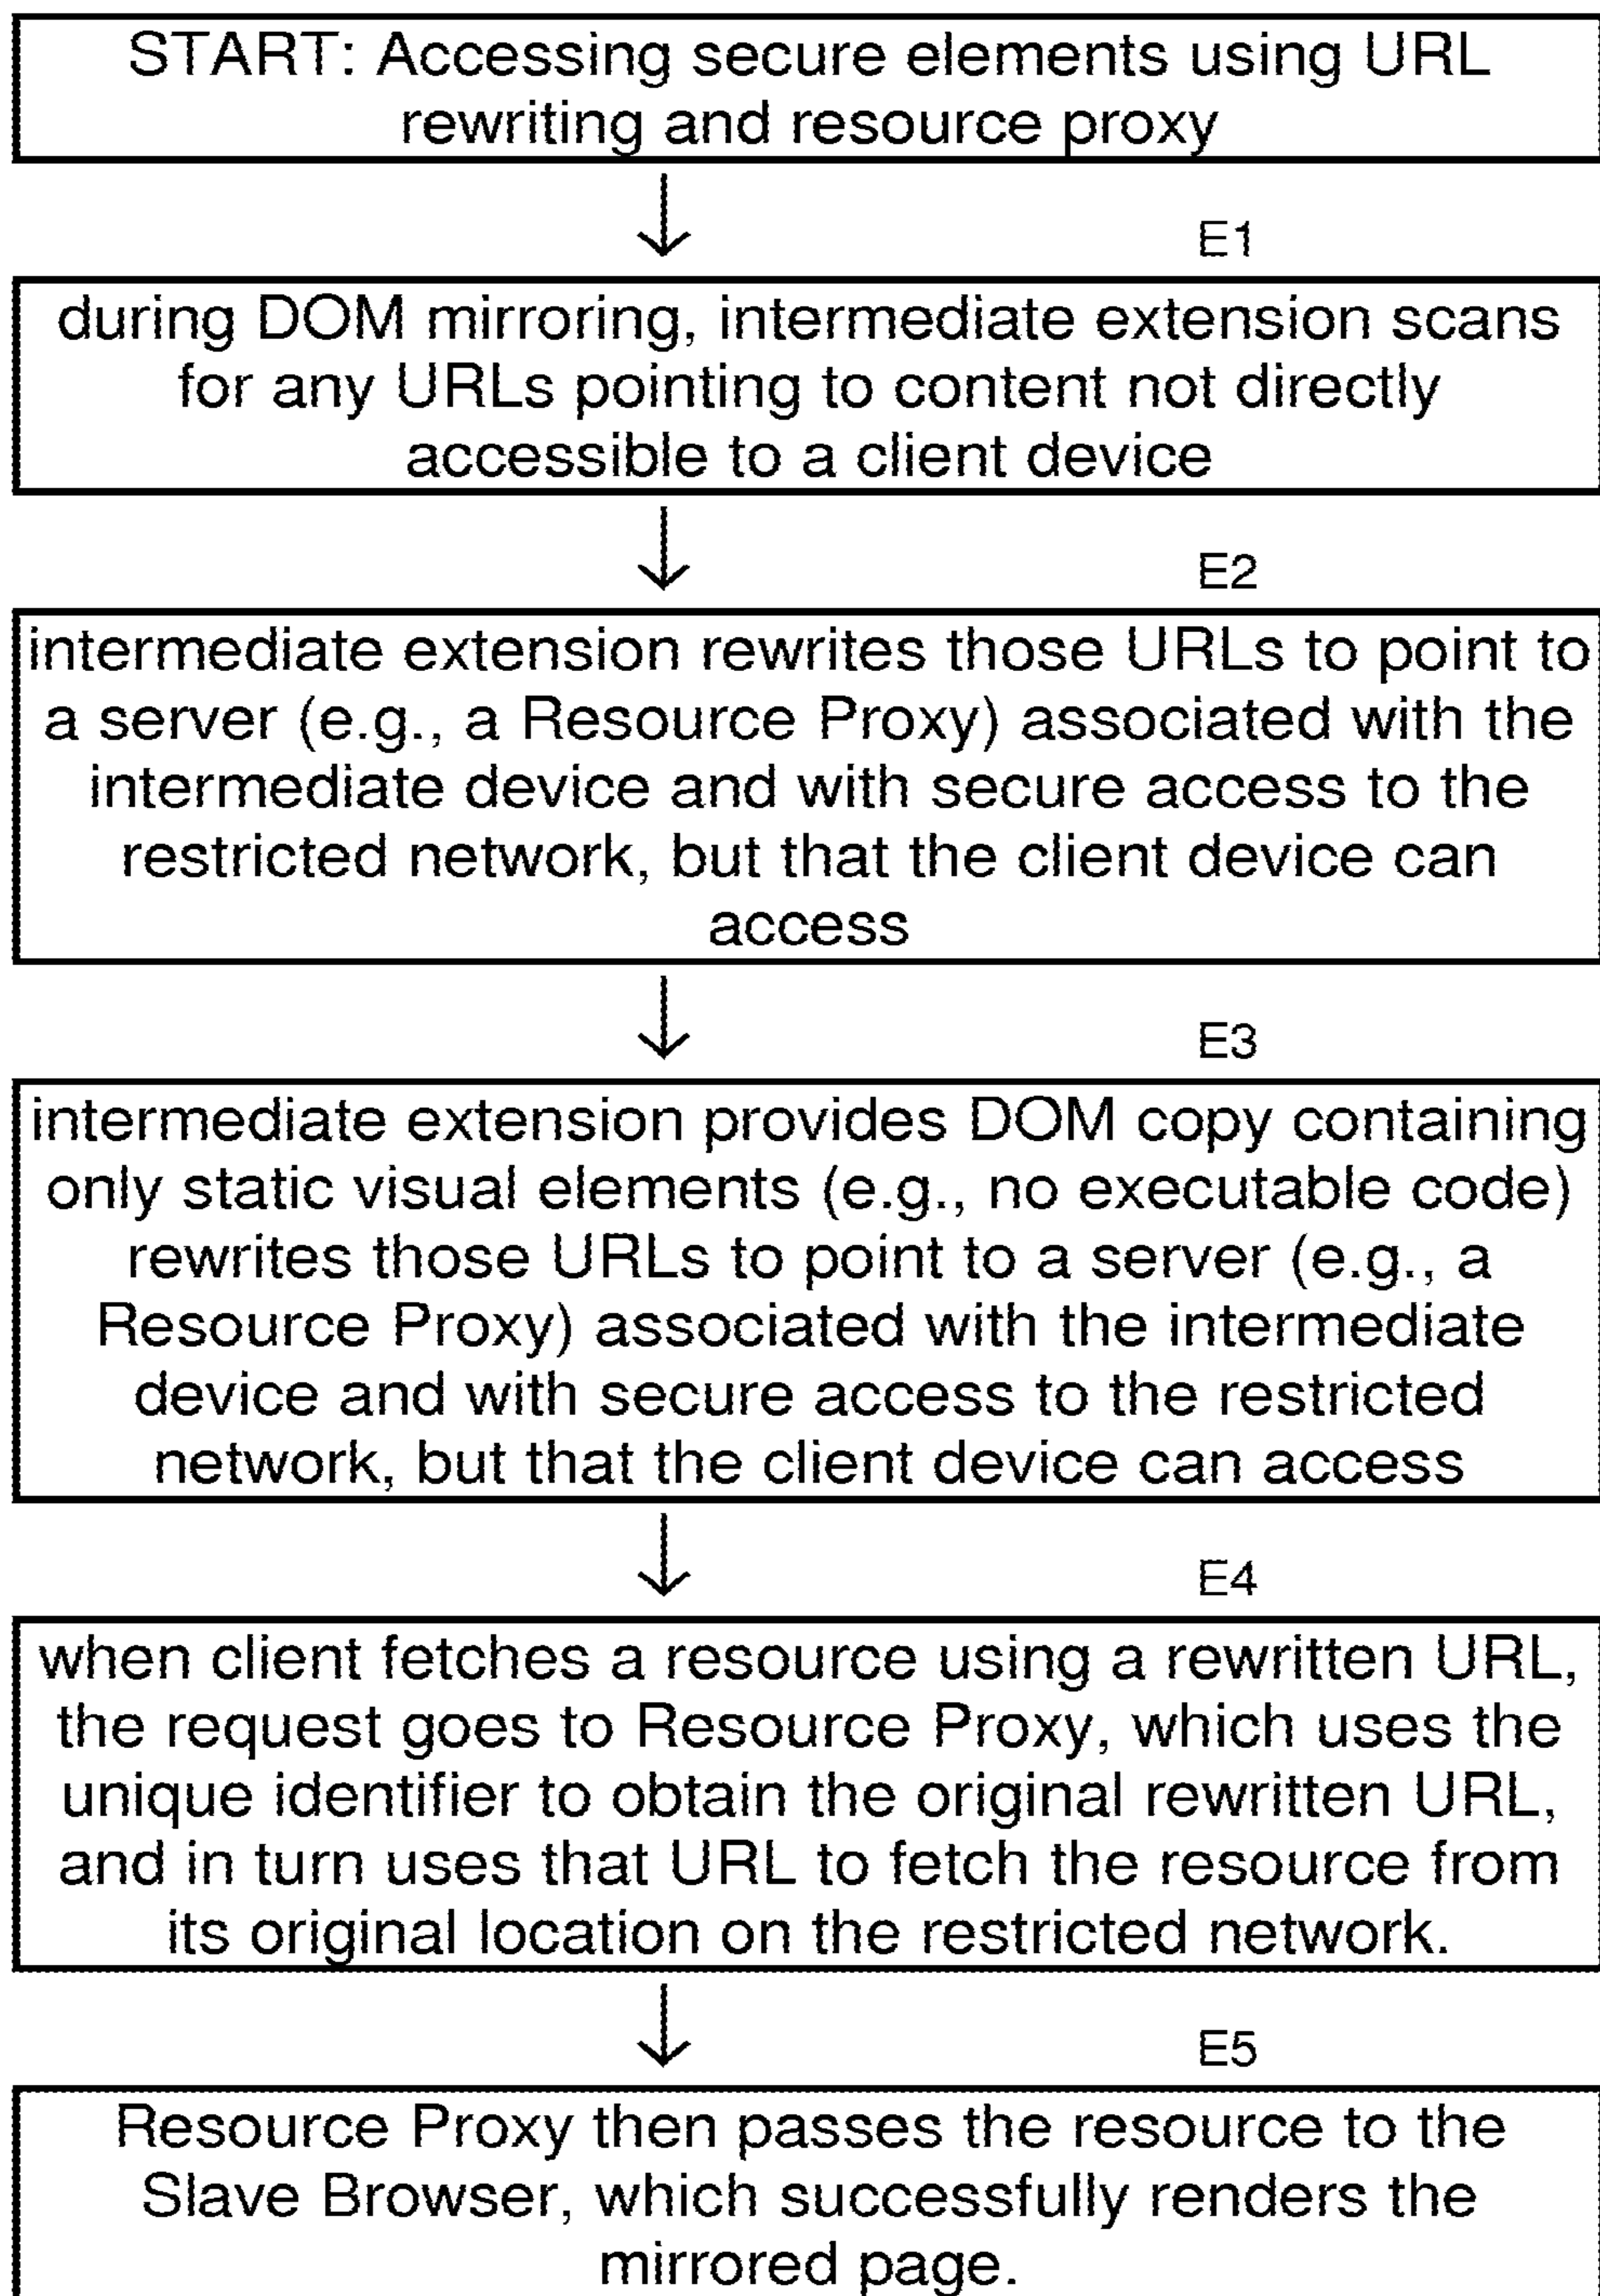 START: Accessing secure elements using URL
rewriting and resource proxy
E1
during DOM mirroring, intermediate extension scans
for any URLs pointing to content not directly
accessible to a client device
E2
intermediate extension rewrites those URLs to point to
a server (e.g., a Resource Proxy) associated with the
intermediate device and with secure access to the
restricted network, but that the client device can
access
E3
intermediate extension provides DOM copy containing
only static visual elements (e.g., no executable code)
rewrites those URLs to point to a server (e.g., a
Resource Proxy) associated with the intermediate
device and with secure access to the restricted
network, but that the client device can access
E4
when client fetches a resource using a rewritten URL,
the request goes to Resource Proxy, which uses the
unique identifier to obtain the original rewritten URL,
and in turn uses that URL to fetch the resource from
its original location on the restricted network.
E5
Resource Proxy then passes the resource to the
Slave Browser, which successfully renders the
mirrored page.